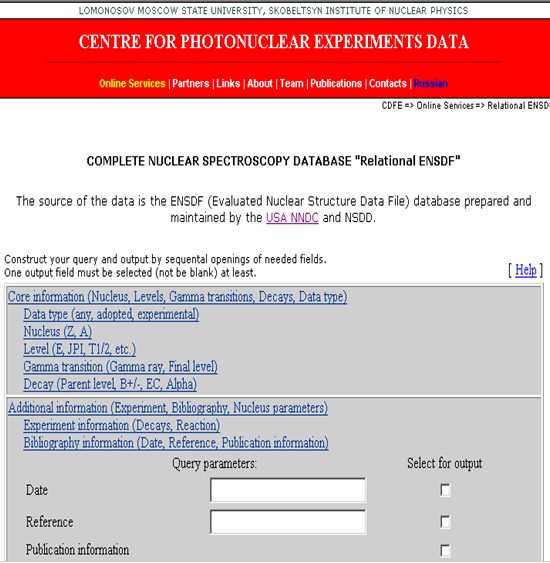 LOMONOSOV MOSCOW STATE UNIVERSITY, SKOBELTSYN INSTITUTE OF NUCLEAR PHYSICS
CENTRE FOR PHOTONUCLEAR EXPERIMENTS DATA
Online Services | Partners | Links | About | Team | Publications | Contacts | Russian
CDFE => Online Services => Relational ENSD
COMPLETE NUCLEAR SPECTROSCOPY DATABASE "Relational ENSDF"
The source of the data is the ENSDF (Evaluated Nuclear Structure Data File) database prepared and
maintained by the USA NNDC and NSDD.
Construct your query and output by sequential openings of needed fields.
One output field must be selected (not be blank) at least.
[ Help ]
Core information (Nucleus, Levels, Gamma transitions, Decays, Data type)
Data type (any, adopted, experimental)
Nucleus (Z, A)
Level (E, JPI, T1/2, etc.)
Gamma transition (Gamma ray, Final level)
Decay (Parent level, B+/-, EC, Alpha)
Additional information (Experiment, Bibliography, Nucleus parameters)
Experiment information (Decays, Reaction)
Bibliography information (Date, Reference, Publication information)
Query parameters: Select for output
Date
Reference
Publication information